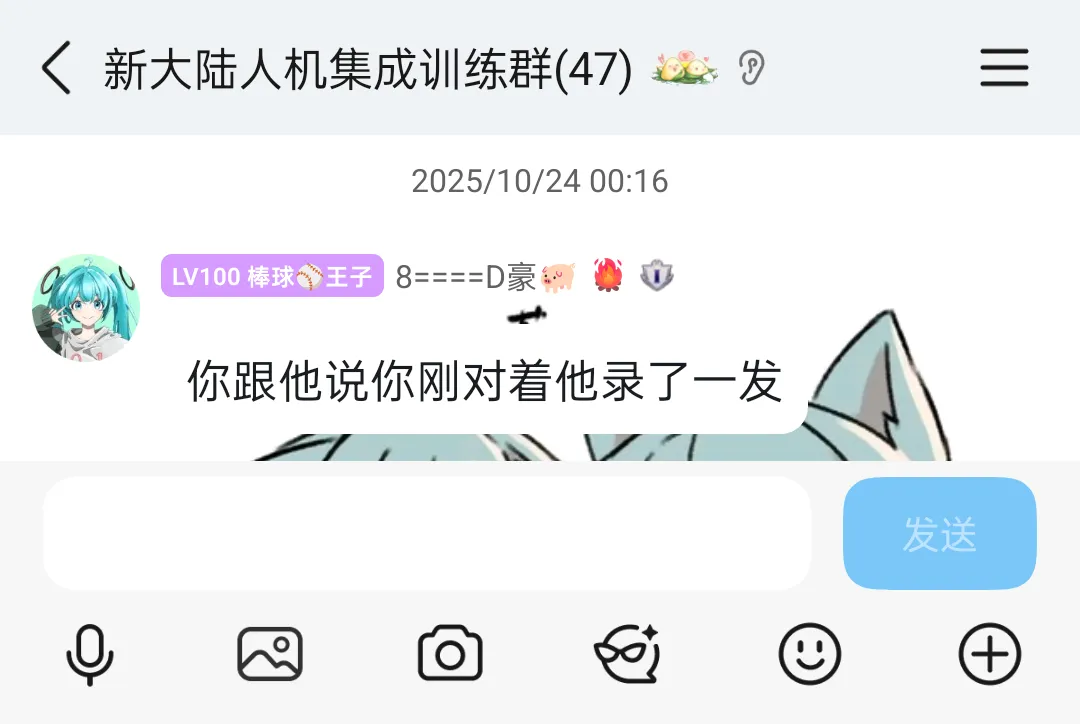 新大陆人机集成训练群(47)
2025/10/24 00:16
LV100 棒球⚾王子 8====D豪🐖
你跟他说你刚对着他录了一发
发送